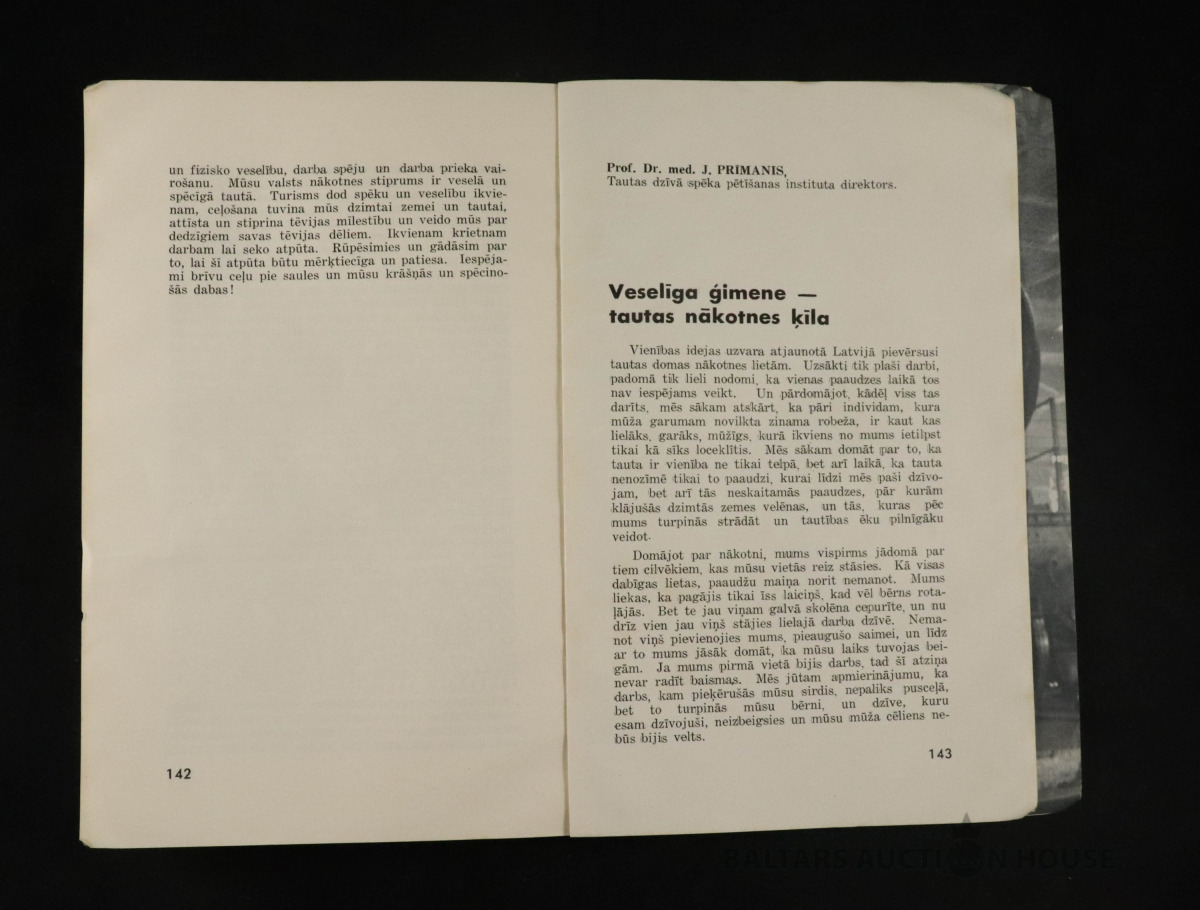 un fizisko veselību, darba spēju un darba prieka vai-
rošanu. Mūsu valsts nākotnes stiprums ir veselā un
spēcīgā tautā. Turisms dod spēku un veselību ikvie-
nam, ceļošana tuvina mūs dzimtai zemei un tautai,
attīsta un stiprina tēvijas mīlestību un veido mūs par
dedzīgiem savas tēvijas dēliem. Ikvienam krietnam
darbam lai seko atpūta. Rūpēsimies un gādāsim par
to, lai šī atpūta būtu mērķtiecīga un patiesa. Iespēja-
mi brīvu ceļu pie saules un mūsu krāšņās un spēcino-
šās dabas!
142
Prof. Dr. med. J. PRĪMANIS,
Tautas dzīvā spēka pētīšanas instituta direktors.
Veselīga ģimene —
tautas nākotnes ķīla
Vienības idejas uzvara atjaunotā Latvijā pievērsusi
tautas domas nākotnes lietām. Uzsākti tik plaši darbi,
padomā tik lieli nodomi, ka vienas paaudzes laikā tos
nav iespējams veikt. Un pārdomājot, kādēļ viss tas
darīts, mēs sākam atskārt, ka pāri individam, kura
mūža garumam novilkta zinama robeža, ir kaut kas
lielāks, garāks, mūžīgs, kurā ikviens no mums ietilpst
tikai kā sīks loceklītis. Mēs sākam domāt par to, ka
tauta ir vienība ne tikai telpā, bet arī laikā, ka tauta
nenozīmē tikai to paaudzi, kurai līdzi mēs paši dzīvo-
jam, bet arī tās neskaitamās paaudzes, pār kurām
klājušās dzimtās zemes velēnas, un tās, kuras pēc
mums turpinās strādāt un tautības ēku pilnīgāku
veidot.
Domājot par nākotni, mums vispirms jādomā par
tiem cilvēkiem, kas mūsu vietās reiz stāsies. Kā visas
dabīgas lietas, paaudžu maiņa norit nemanot. Mums
liekas, ka pagājis tikai īss laiciņš, kad vēl bērns rota-
ļājās. Bet te jau viņam galvā skolēna cepurīte, un nu
drīz vien jau viņš stājies lielajā darba dzīvē. Nema-
not viņš pievienojies mums, pieaugušo saimei, un līdz
ar to mums jāsāk domāt, ka mūsu laiks tuvojas bei-
gām. Ja mums pirmā vietā bijis darbs, tad šī atziņa
nevar radīt baismas. Mēs jūtam apmierinājumu, ka
darbs, kam pieķērušās mūsu sirdis, nepaliks pusceļā,
bet to turpinās mūsu bērni, un dzīve, kuru
esam dzīvojuši, neizbeigsies un mūsu mūža cēliens ne-
būs bijis velts.
143
BALTARS AUCTION HOUSE